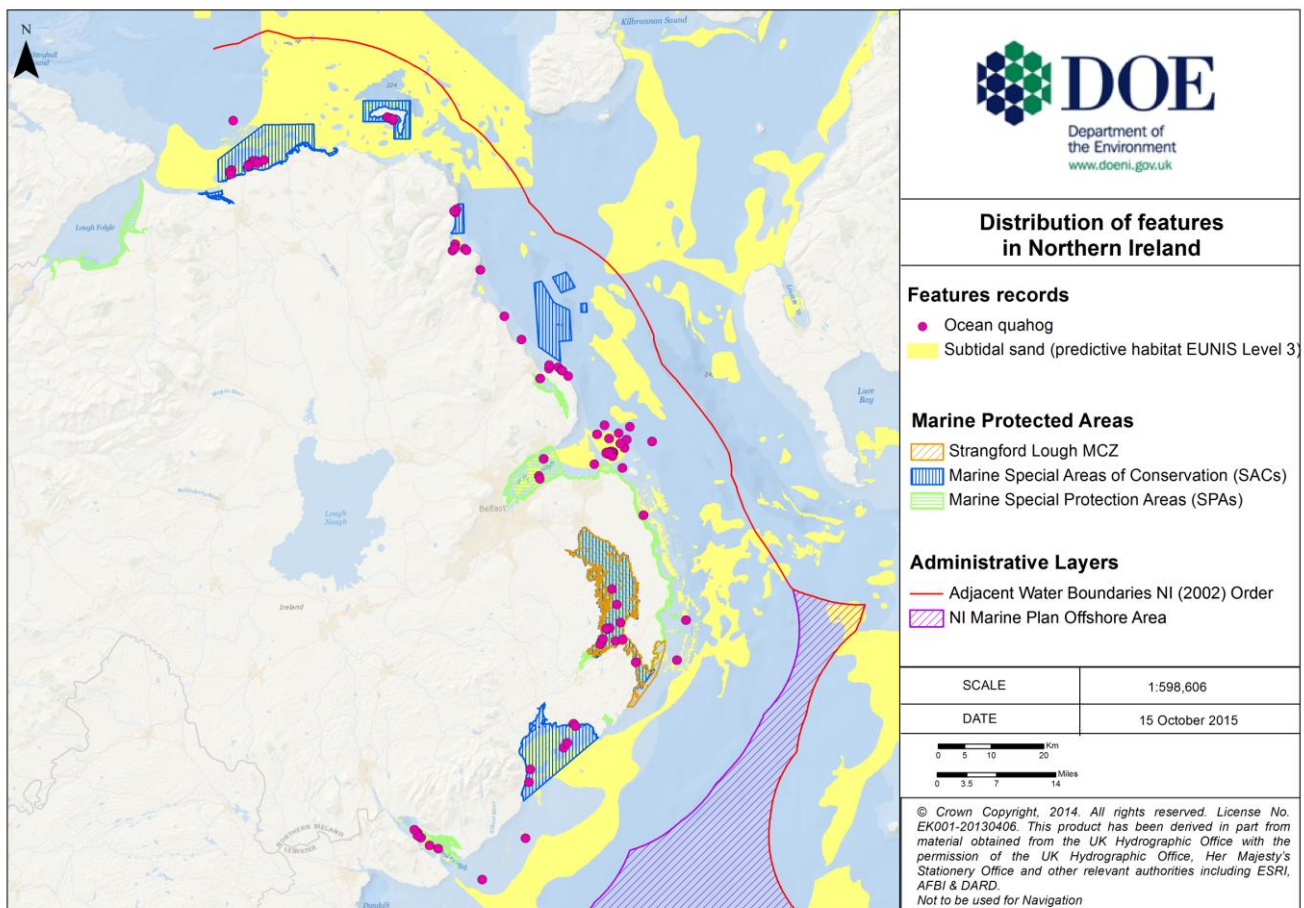 N
Kilbrannan Sound
224
Lough Foyle
Luce
Bay
Lough
Neagh
Belfast
Ireland
NORTHERN IRELAND
LEINSTER
Dundalk
DOE
Department of
the Environment
www.doeni.gov.uk
Distribution of features
in Northern Ireland
Features records
Ocean quahog
Subtidal sand (predictive habitat EUNIS Level 3)
Marine Protected Areas
Strangford Lough MCZ
Marine Special Areas of Conservation (SACs)
Marine Special Protection Areas (SPAs)
Administrative Layers
Adjacent Water Boundaries NI (2002) Order
NI Marine Plan Offshore Area
SCALE 1:598,606
DATE 15 October 2015
Km
0 5 10 20
Miles
0 3.5 7 14
© Crown Copyright, 2014. All rights reserved. License No.
EK001-20130406. This product has been derived in part from
material obtained from the UK Hydrographic Office with the
permission of the UK Hydrographic Office, Her Majesty's
Stationery Office and other relevant authorities including ESRI,
AFBI & DARD.
Not to be used for Navigation